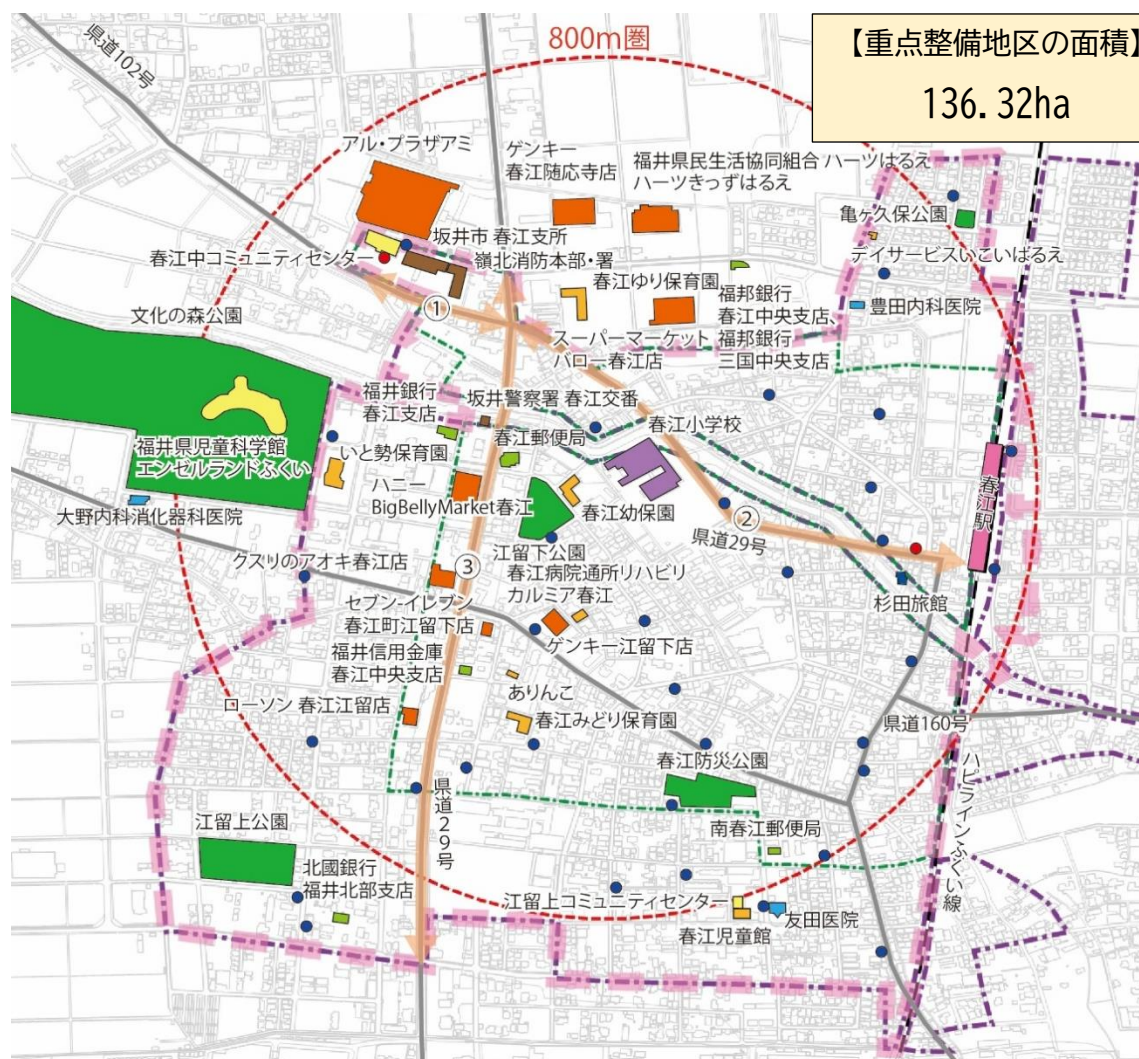 【重点整備地区の面積】
136.32ha
800m圏
県道102号
アル・プラザアミ
ゲンキー
春江随応寺店
福井県民生活協同組合 ハーツはるえ
ハーツきっずはるえ
亀ヶ久保公園
デイサービスいこいはるえ
坂井市 春江支所
春江中コミュニティセンター
嶺北消防本部・署
春江ゆり保育園
福邦銀行
春江中央支店、
福邦銀行
三国中央支店
豊田内科医院
①
文化の森公園
スーパーマーケット
バロー春江店
福井銀行
春江支店
坂井警察署 春江交番
春江小学校
春江郵便局
福井県児童科学館
エンゼルランドふくい
いと勢保育園
春江駅
ハニー
BigBellyMarket春江
春江幼保園
大野内科消化器科医院
②
県道29号
江留下公園
クスリのアオキ春江店
③
春江病院通所リハビリ
カルミア春江
杉田旅館
セブン-イレブン
春江町江留下店
ゲンキー江留下店
福井信用金庫
春江中央支店
ありんこ
ローソン 春江江留店
春江みどり保育園
県道160号
春江防災公園
ハピラインふくい線
県道29号
江留上公園
南春江郵便局
北國銀行
福井北部支店
江留上コミュニティセンター
友田医院
春江児童館